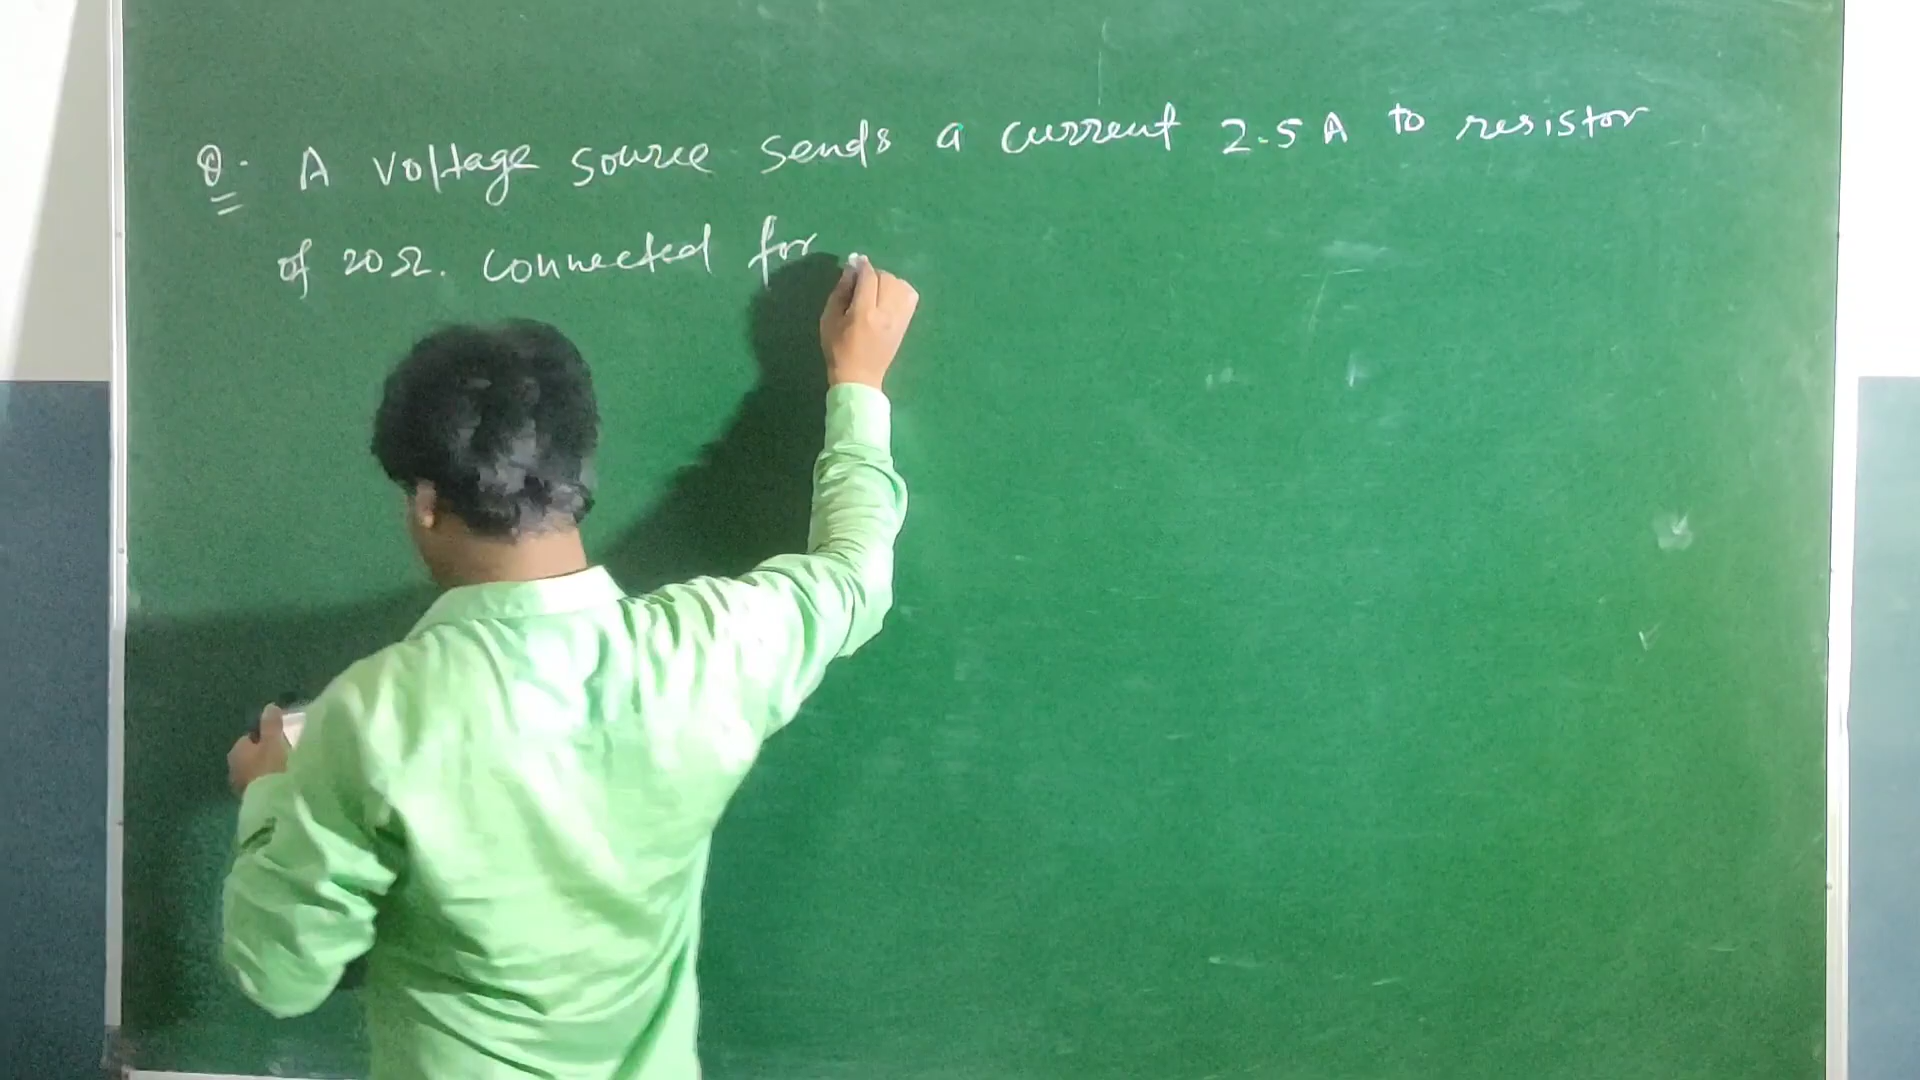 Q. A voltage source sends a current 2.5 A to resistor
of 20Ω. Connected for